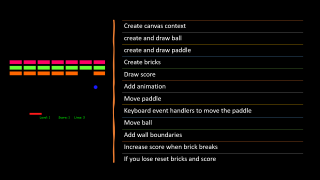 Create canvas context
create and draw ball
create and draw paddle
Create bricks
Draw score
Add animation
Move paddle
Keyboard event handlers to move the paddle
Move ball
Add wall boundaries
Increase score when brick breaks
If you lose reset bricks and score